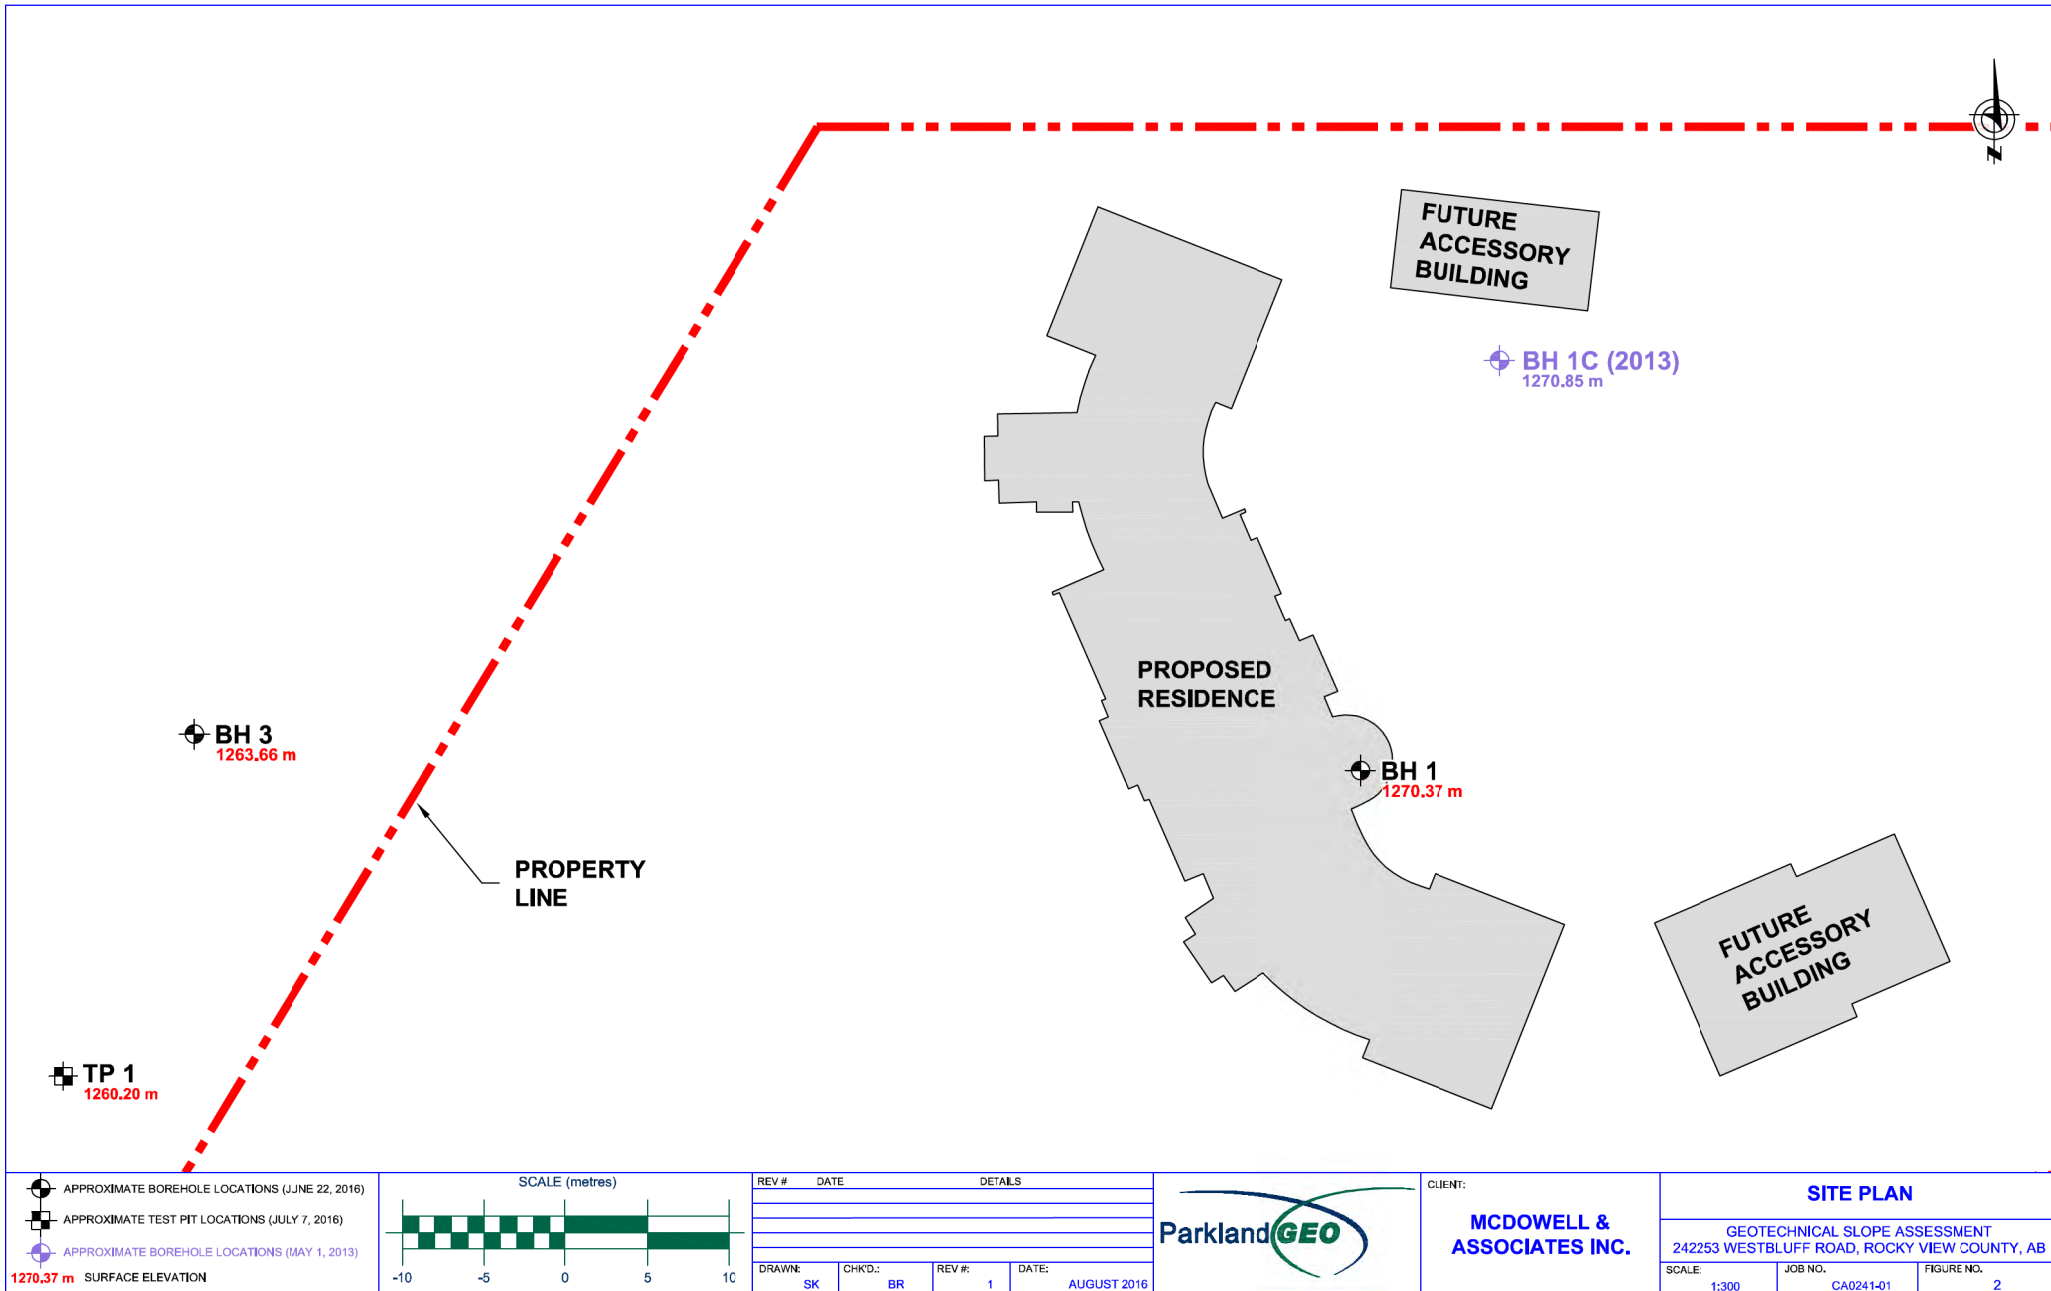 N
FUTURE
ACCESSORY
BUILDING
BH 1C (2013)
1270.85 m
PROPOSED
RESIDENCE
BH 3
1263.66 m
BH 1
1270.37 m
PROPERTY
LINE
FUTURE
ACCESSORY
BUILDING
TP 1
1260.20 m
APPROXIMATE BOREHOLE LOCATIONS (JJNE 22, 2016)
APPROXIMATE TEST PIT LOCATIONS (JULY 7, 2016)
APPROXIMATE BOREHOLE LOCATIONS (MAY 1, 2013)
1270.37 m SURFACE ELEVATION
SCALE (metres)
-10 -5 0 5 10
REV # DATE DETAILS
DRAWN: SK CHK'D.: BR REV #: 1 DATE: AUGUST 2016
ParklandGEO
CLIENT:
MCDOWELL &
ASSOCIATES INC.
SITE PLAN
GEOTECHNICAL SLOPE ASSESSMENT
242253 WESTBLUFF ROAD, ROCKY VIEW COUNTY, AB
SCALE: 1:300 JOB NO. CA0241-01 FIGURE NO. 2